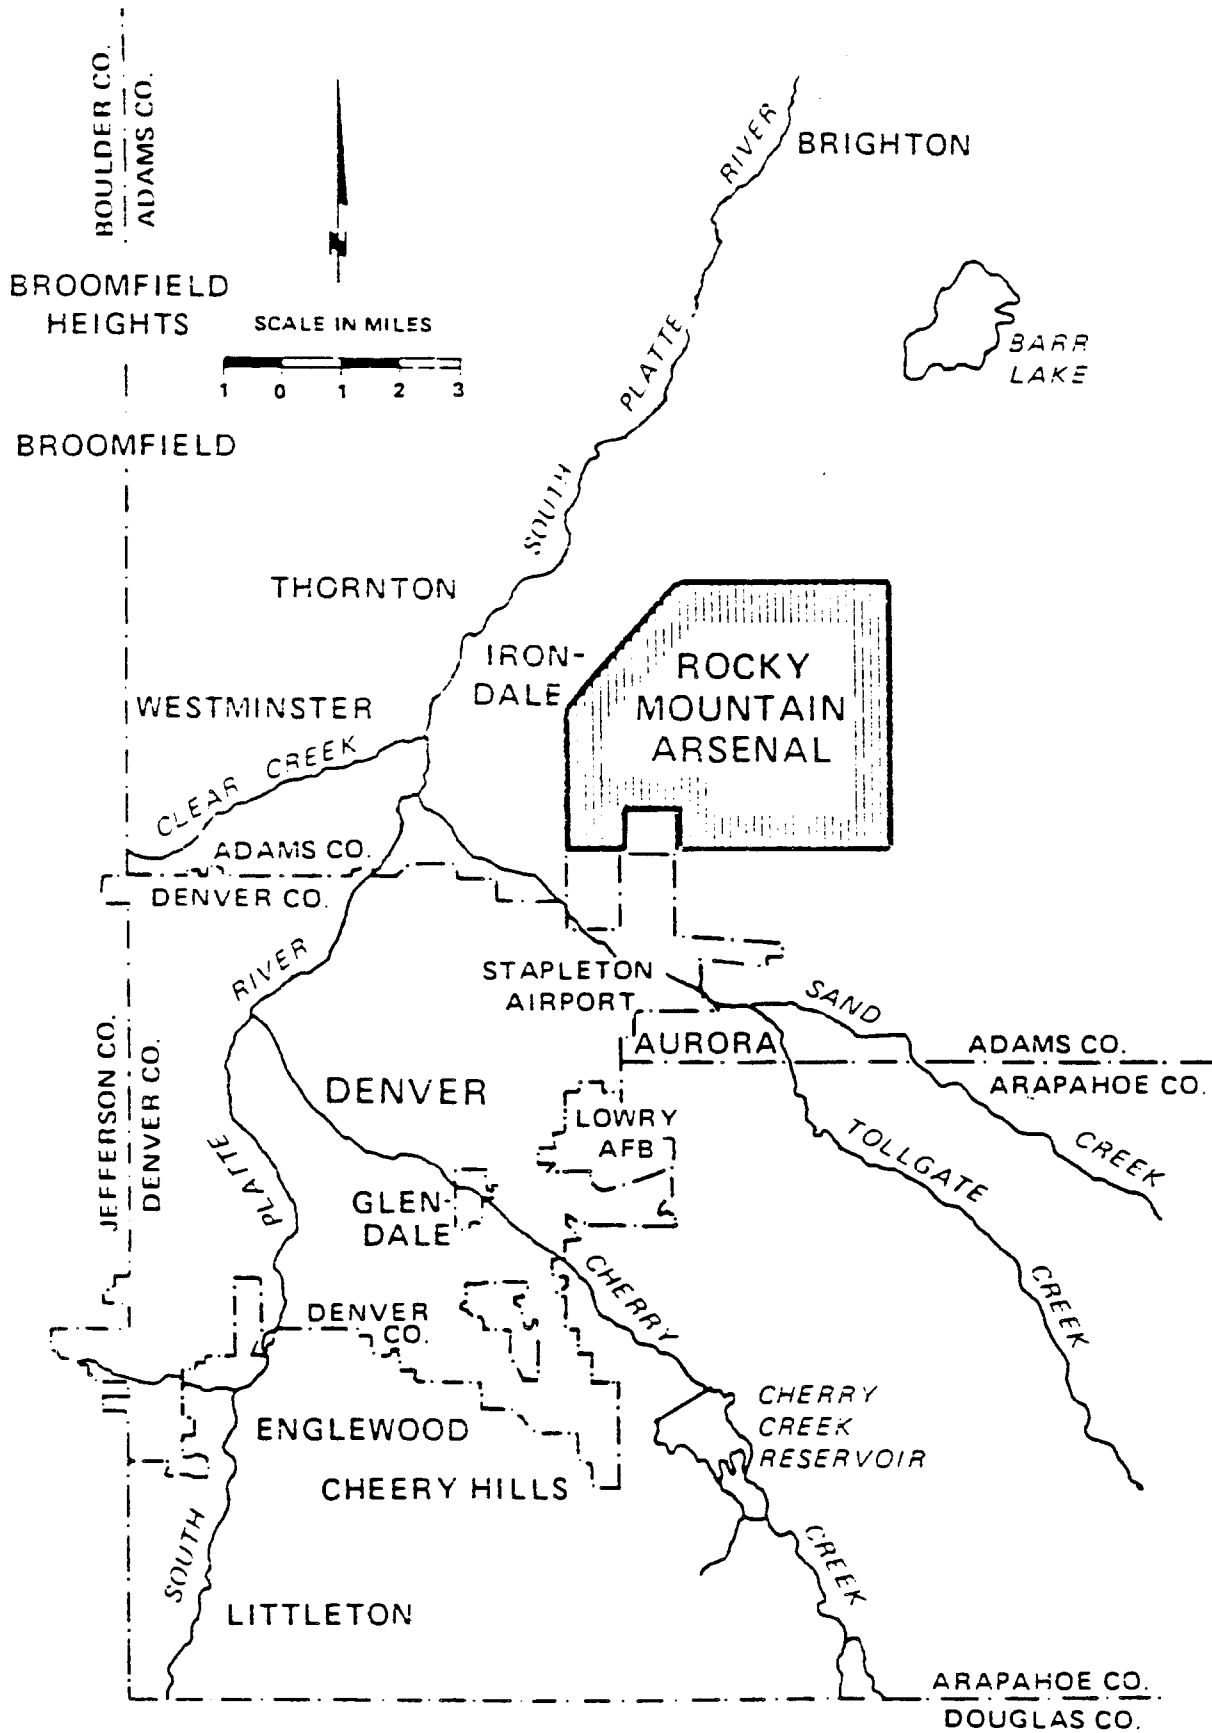 BOULDER CO.
ADAMS CO.
RIVER
BRIGHTON
N
BROOMFIELD
HEIGHTS
SCALE IN MILES
1 0 1 2 3
PLATTE
BARR
LAKE
BROOMFIELD
SOUTH
THORNTON
IRON-
DALE
ROCKY
MOUNTAIN
ARSENAL
WESTMINSTER
CLEAR CREEK
ADAMS CO.
DENVER CO.
RIVER
STAPLETON
AIRPORT
SAND
AURORA
ADAMS CO.
ARAPAHOE CO.
JEFFERSON CO.
DENVER CO.
DENVER
LOWRY
AFB
PLATTE
TOLLGATE
CREEK
GLEN-
DALE
CHERRY
CREEK
DENVER
CO.
CHERRY
CREEK
RESERVOIR
ENGLEWOOD
CHEERY HILLS
SOUTH
CREEK
LITTLETON
ARAPAHOE CO.
DOUGLAS CO.